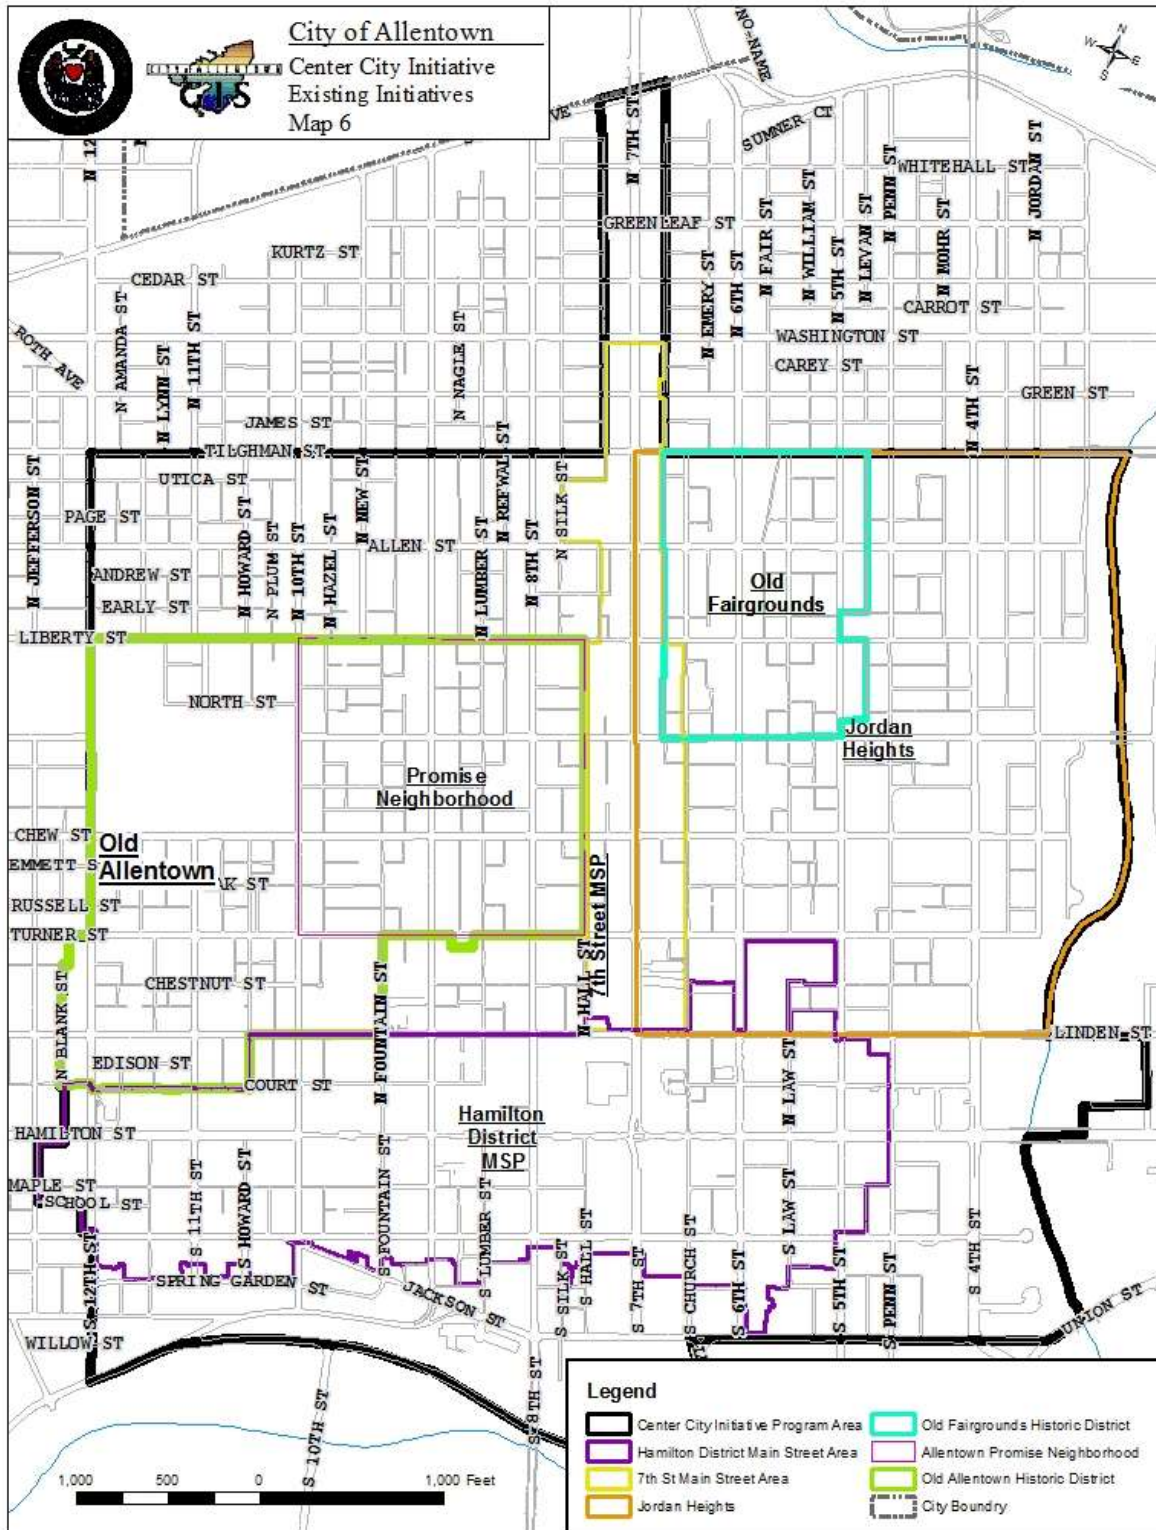 City of Allentown
Center City Initiative
Existing Initiatives
Map 6
CITY OF ALLENTOWN
GIS
N
W
E
S
NO-NAME
AVE
N 12
N 7TH ST
SUMNER CT
WHITEHALL ST
N JORDAN ST
N PENN ST
GREENLEAF ST
N FAIR ST
N WILLIAM ST
N LEVAN ST
N MOHR ST
N 5TH ST
KURTZ ST
CEDAR ST
N EMERY ST
N 6TH ST
CARROT ST
WASHINGTON ST
CAREY ST
ROTH AVE
N AMANDA ST
N LYNN ST
N 11TH ST
N NAGLE ST
N 4TH ST
GREEN ST
JAMES ST
TILGHMAN ST
UTICA ST
N JEFFERSON ST
PAGE ST
N HOWARD ST
N PLUM ST
N 10TH ST
N HAZEL ST
N NEW ST
ALLEN ST
N LUMBER ST
N REFWAL ST
N 8TH ST
N SILK ST
ANDREW ST
EARLY ST
LIBERTY ST
Old
Fairgrounds
NORTH ST
Jordan
Heights
Promise
Neighborhood
CHEW ST
EMMETT S
Old
Allentown
AK ST
RUSSELL ST
TURNER ST
7th Street MSP
N HALL ST
CHESTNUT ST
N BLANK ST
N FOUNTAIN ST
LINDEN ST
EDISON ST
COURT ST
N LAW ST
Hamilton
District
MSP
HAMILTON ST
MAPLE ST
SCHOOL ST
S 11TH ST
S HOWARD ST
S FOUNTAIN ST
S LUMBER ST
S SILK ST
S HALL ST
S 7TH ST
S CHURCH ST
S 6TH ST
S LAW ST
S 5TH ST
S PENN ST
S 4TH ST
S 12TH ST
SPRING GARDEN ST
JACKSON ST
UNION ST
WILLOW ST
S 10TH ST
S 8TH ST
1,000 500 0 1,000 Feet
Legend
Center City Initiative Program Area
Hamilton District Main Street Area
7th St Main Street Area
Jordan Heights
Old Fairgrounds Historic District
Allentown Promise Neighborhood
Old Allentown Historic District
City Boundry